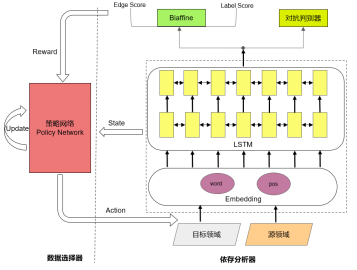 Edge Score
Label Score
Biaffine
对抗判别器
Reward
策略网络
Policy Network
Update
State
LSTM
word
pos
Embedding
Action
目标领域
源领域
数据选择器
依存分析器